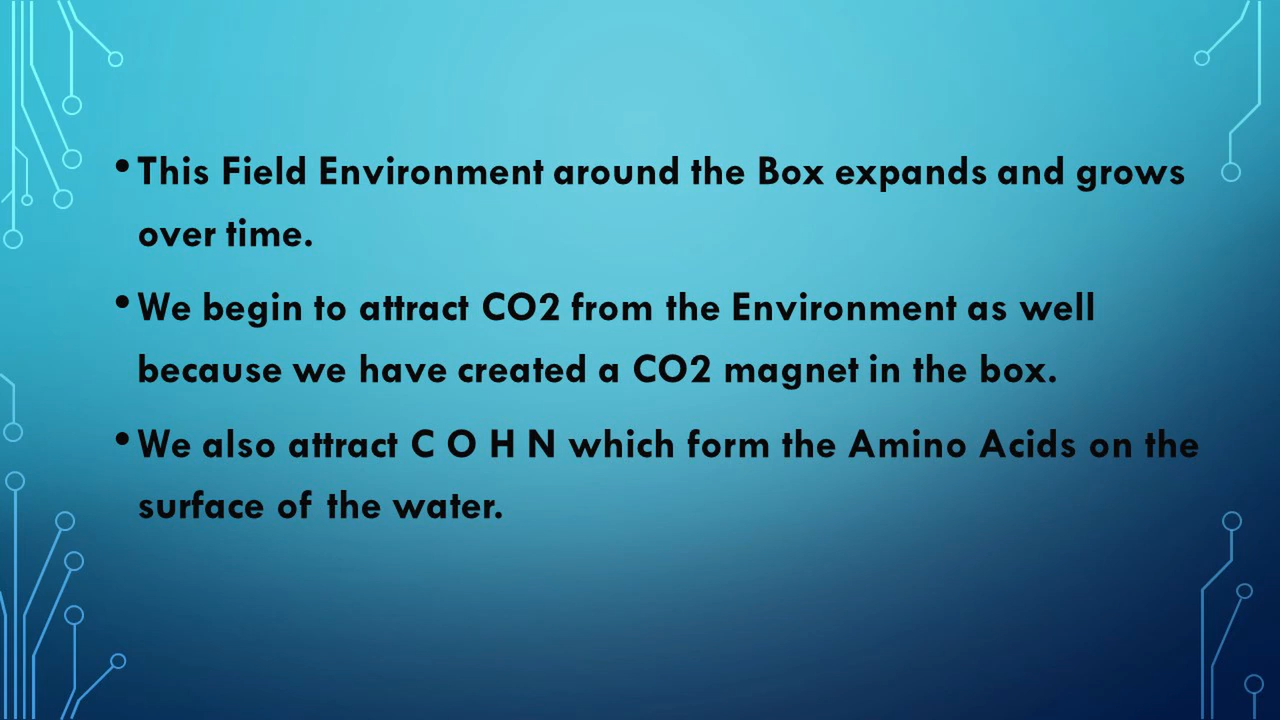 • This Field Environment around the Box expands and grows
over time.
• We begin to attract CO2 from the Environment as well
because we have created a CO2 magnet in the box.
• We also attract C O H N which form the Amino Acids on the
surface of the water.